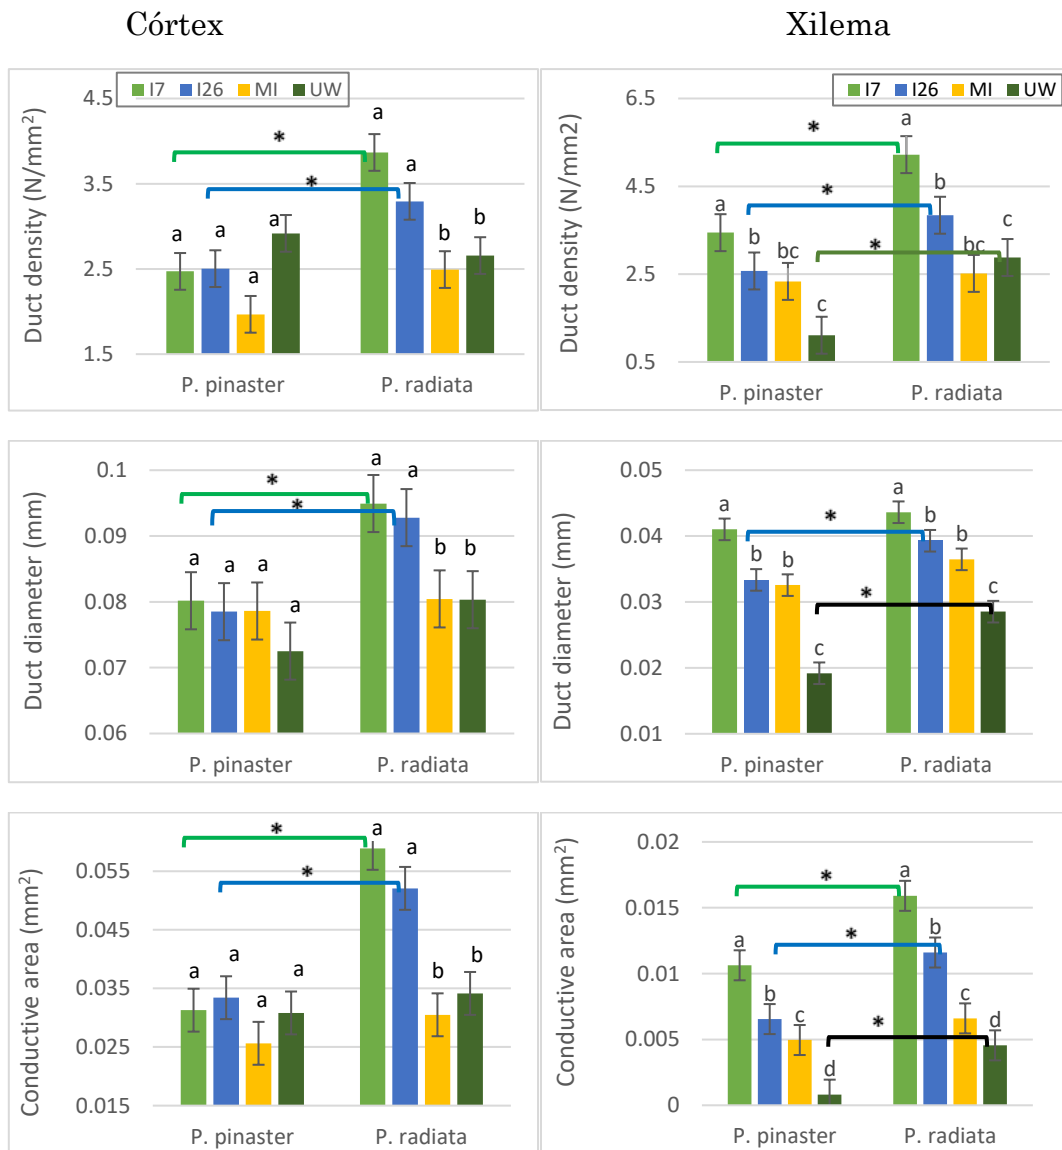 Córtex
Xilema
I7 I26 MI UW
Duct density (N/mm²)
4.5
3.5
2.5
1.5
a a a a a a b b
* *
P. pinaster P. radiata
I7 I26 MI UW
Duct density (N/mm2)
6.5
4.5
2.5
0.5
a b bc c a b bc c
* * *
P. pinaster P. radiata
Duct diameter (mm)
0.1
0.09
0.08
0.07
0.06
a a a a a a b b
* *
P. pinaster P. radiata
Duct diameter (mm)
0.05
0.04
0.03
0.02
0.01
a b b c a b b c
* *
P. pinaster P. radiata
Conductive area (mm²)
0.055
0.045
0.035
0.025
0.015
a a a a a a b b
* *
P. pinaster P. radiata
Conductive area (mm²)
0.02
0.015
0.01
0.005
0
a b c d a b c d
* * *
P. pinaster P. radiata